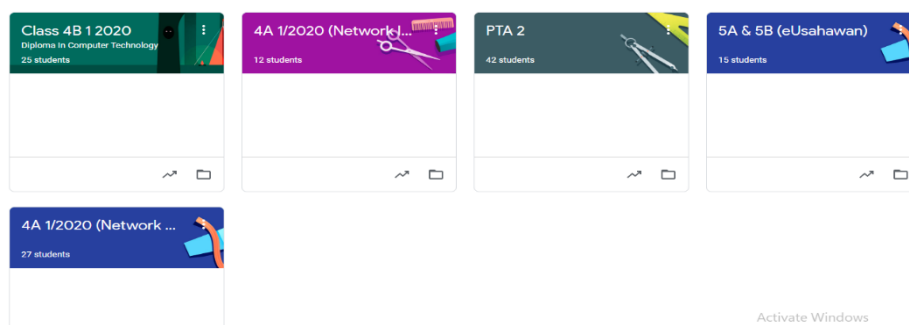 Class 4B 1 2020
Diploma in Computer Technology
25 students
4A 1/2020 (Network I...
12 students
PTA 2
42 students
5A & 5B (eUsahawan)
15 students
4A 1/2020 (Network ...
27 students
Activate Windows